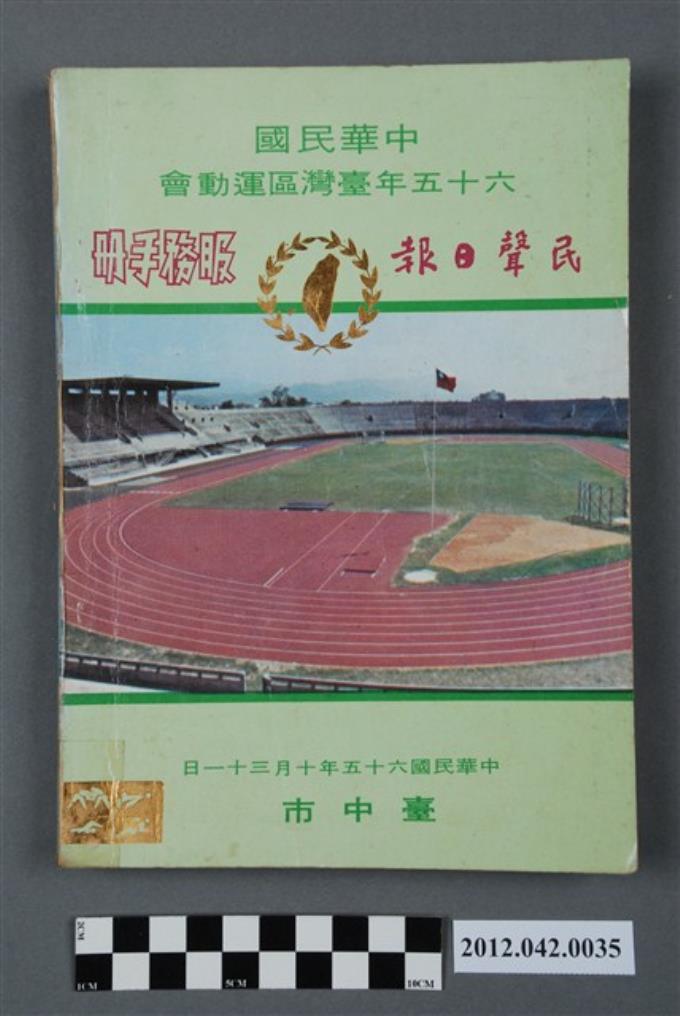 中華民國
六十五年臺灣區運動會
民聲日報 服務手冊
中華民國六十五年十月三十一日
臺中市
2CM
1CM 5CM 10CM
2012.042.0035